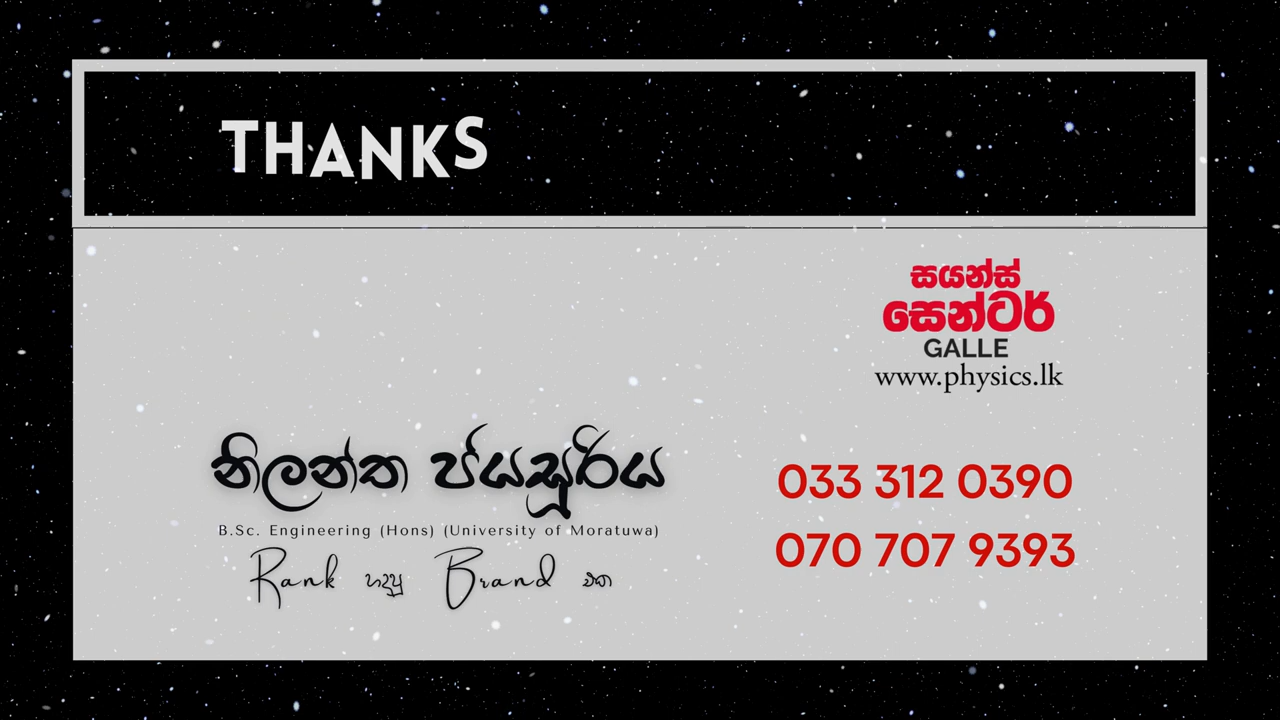 THANKS
සයන්ස්
සෙන්ටර්
GALLE
www.physics.lk
නිලන්ත ජයසූරිය
B.Sc. Engineering (Hons) (University of Moratuwa)
Rank හදපු Brand එක
033 312 0390
070 707 9393